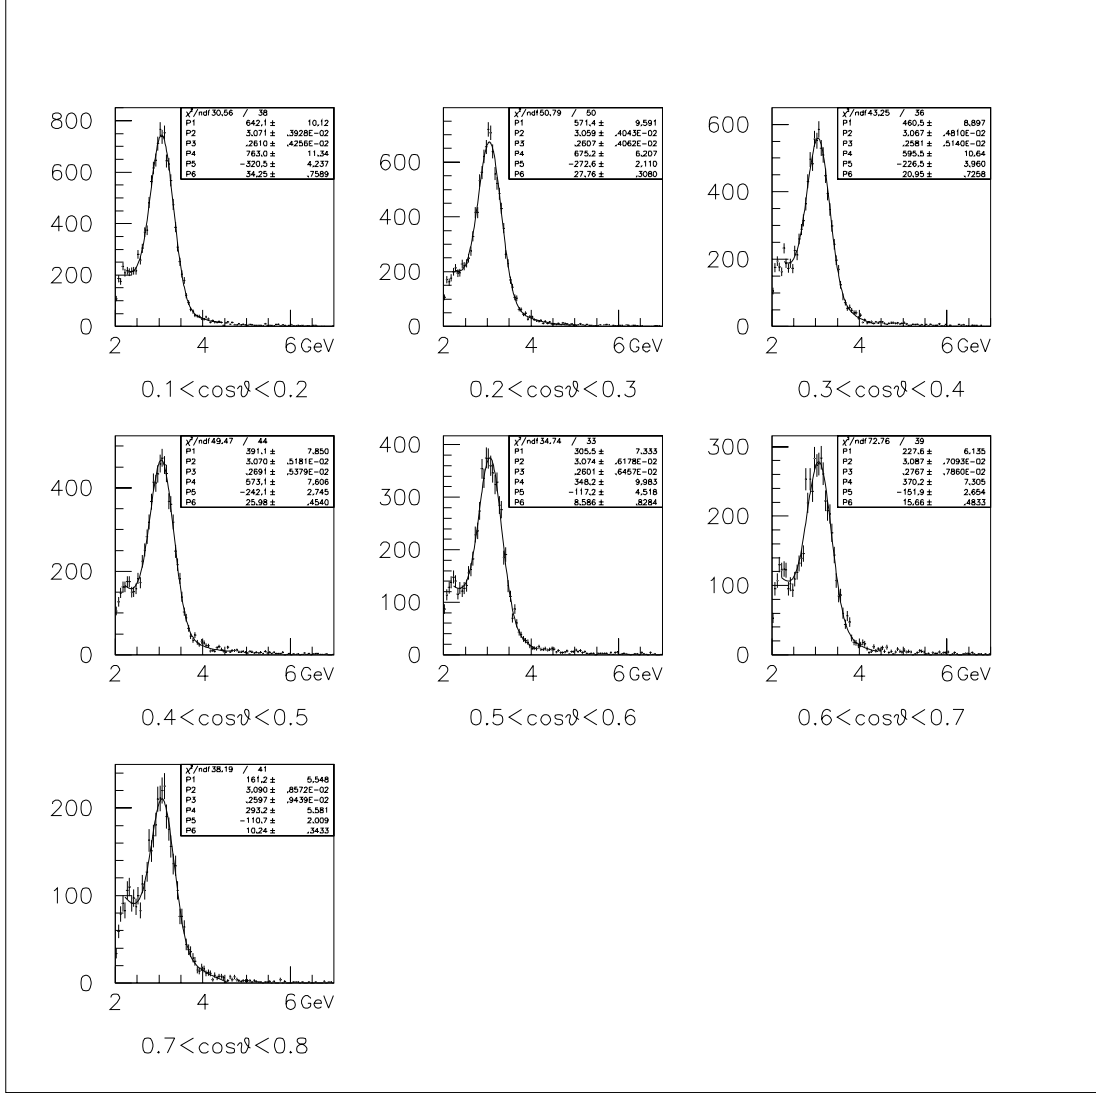 χ²/ndf 30.56 / 38
P1 642.1 ± 10.12
P2 3.071 ± .3928E-02
P3 .2610 ± .4256E-02
P4 763.0 ± 11.34
P5 -320.5 ± 4.237
P6 34.25 ± .7589
800
600
400
200
0
2 4 6 GeV
0.1<cosϑ<0.2
χ²/ndf 50.79 / 50
P1 571.4 ± 9.591
P2 3.059 ± .4043E-02
P3 .2607 ± .4062E-02
P4 675.2 ± 6.207
P5 -272.6 ± 2.110
P6 27.76 ± .3080
600
400
200
0
2 4 6 GeV
0.2<cosϑ<0.3
χ²/ndf 43.25 / 36
P1 460.5 ± 8.897
P2 3.067 ± .4810E-02
P3 .2581 ± .5140E-02
P4 595.5 ± 10.64
P5 -226.5 ± 3.960
P6 20.95 ± .7258
600
400
200
0
2 4 6 GeV
0.3<cosϑ<0.4
χ²/ndf 49.47 / 44
P1 391.1 ± 7.850
P2 3.070 ± .5181E-02
P3 .2691 ± .5379E-02
P4 573.1 ± 7.606
P5 -242.1 ± 2.745
P6 25.98 ± .4540
400
200
0
2 4 6 GeV
0.4<cosϑ<0.5
χ²/ndf 34.74 / 33
P1 305.5 ± 7.333
P2 3.074 ± .6178E-02
P3 .2601 ± .6457E-02
P4 348.2 ± 9.983
P5 -117.2 ± 4.518
P6 8.586 ± .8284
400
300
200
100
0
2 4 6 GeV
0.5<cosϑ<0.6
χ²/ndf 72.76 / 39
P1 227.6 ± 6.135
P2 3.087 ± .7093E-02
P3 .2767 ± .7860E-02
P4 370.2 ± 7.305
P5 -151.9 ± 2.654
P6 15.66 ± .4833
300
200
100
0
2 4 6 GeV
0.6<cosϑ<0.7
χ²/ndf 38.19 / 41
P1 161.2 ± 5.548
P2 3.090 ± .8572E-02
P3 .2597 ± .9439E-02
P4 293.2 ± 5.581
P5 -110.7 ± 2.009
P6 10.24 ± .3433
200
100
0
2 4 6 GeV
0.7<cosϑ<0.8